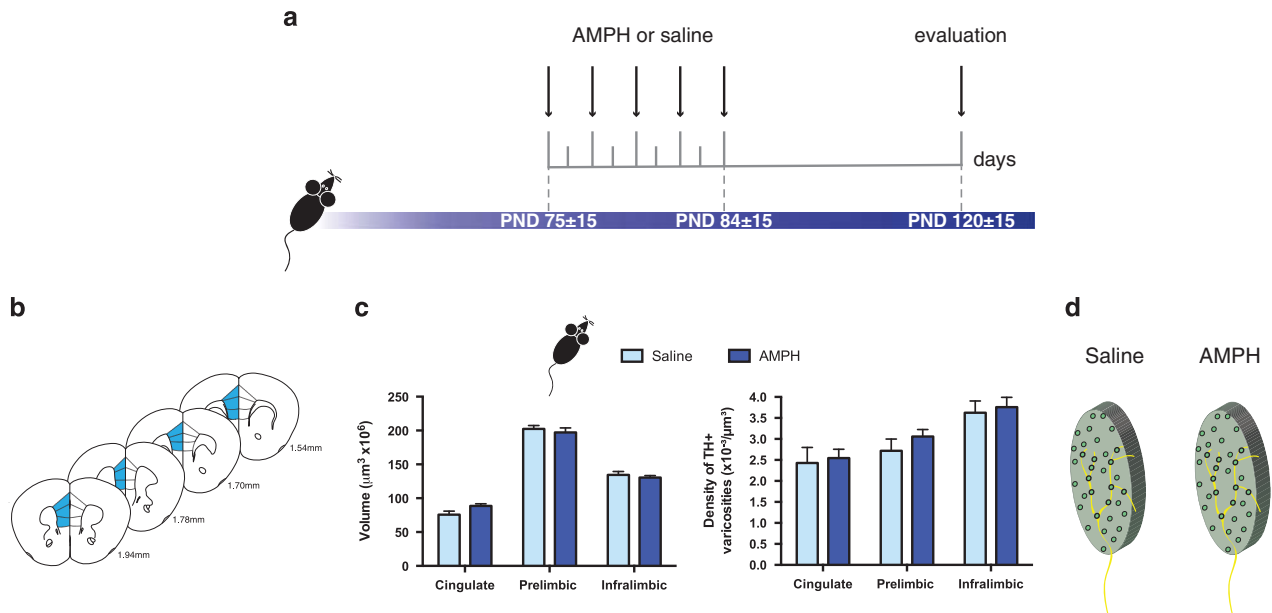 a
AMPH or saline
evaluation
days
PND 75±15
PND 84±15
PND 120±15
b
1.54mm
1.70mm
1.78mm
1.94mm
c
Saline
AMPH
Volume (µm³ x10⁶)
250
200
150
100
50
0
Cingulate
Prelimbic
Infralimbic
Density of TH+
varicosities (x10⁻³/µm³)
4.0
3.5
3.0
2.5
2.0
1.5
1.0
0.5
0.0
Cingulate
Prelimbic
Infralimbic
d
Saline
AMPH